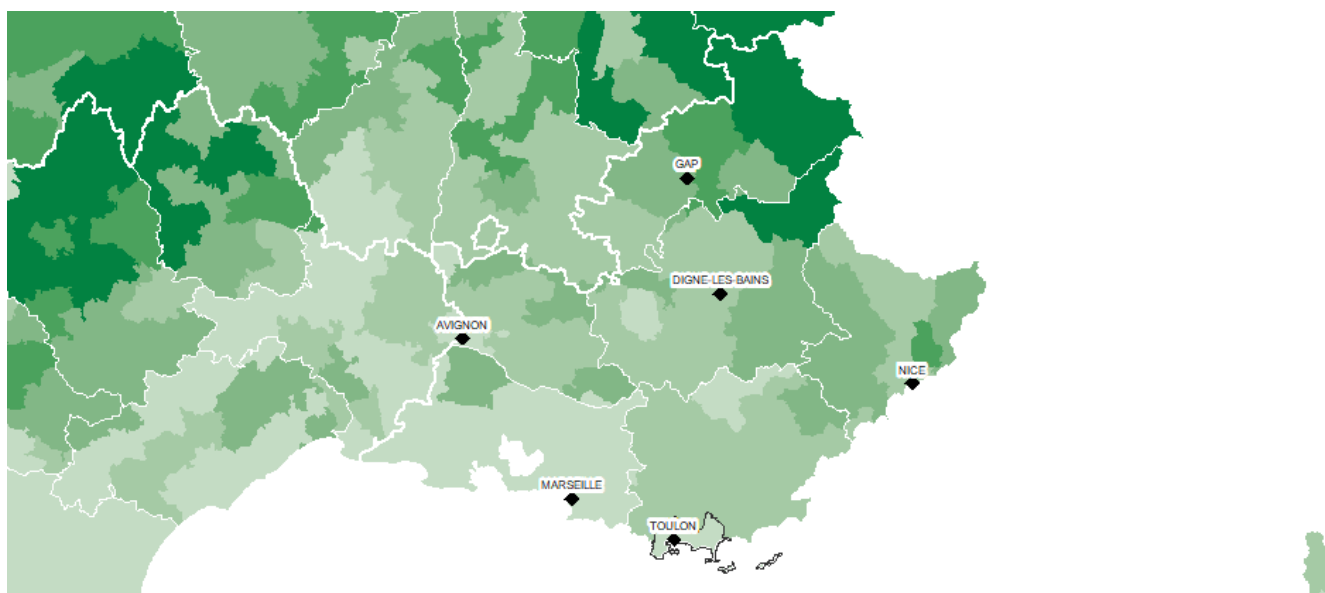 GAP
DIGNE-LES-BAINS
AVIGNON
NICE
MARSEILLE
TOULON